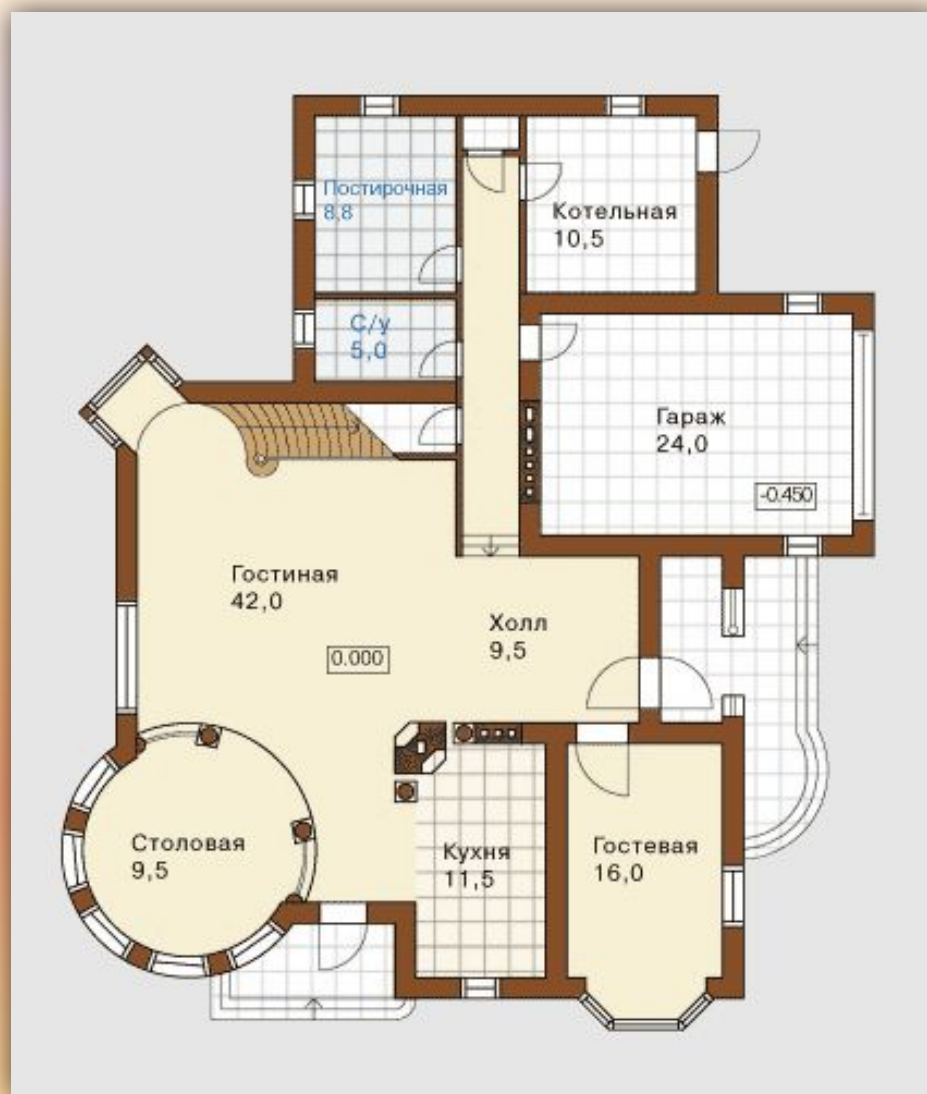 Постирочная
8,8
Котельная
10,5
С/у
5,0
Гараж
24,0
-0.450
Гостиная
42,0
Холл
9,5
0.000
Столовая
9,5
Кухня
11,5
Гостевая
16,0